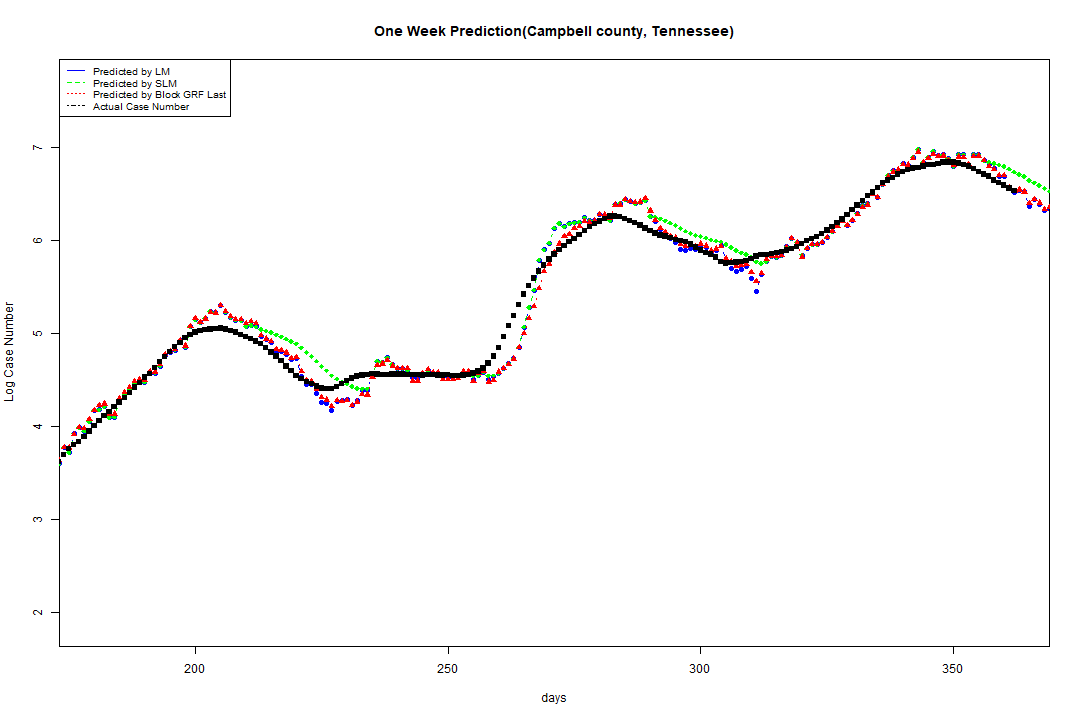 One Week Prediction(Campbell county, Tennessee)
Predicted by LM
Predicted by SLM
Predicted by Block GRF Last
Actual Case Number
7
6
5
4
3
2
Log Case Number
200 250 300 350
days